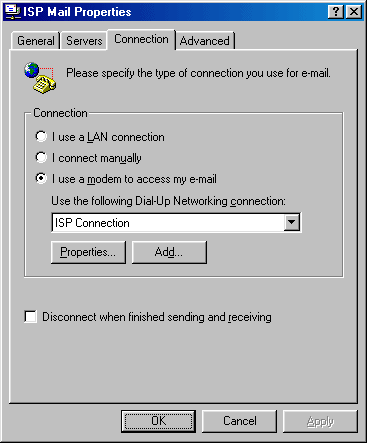 ISP Mail Properties
General Servers Connection Advanced
Please specify the type of connection you use for e-mail.
Connection
I use a LAN connection
I connect manually
I use a modem to access my e-mail
Use the following Dial-Up Networking connection:
ISP Connection
Properties... Add...
Disconnect when finished sending and receiving
OK Cancel Apply